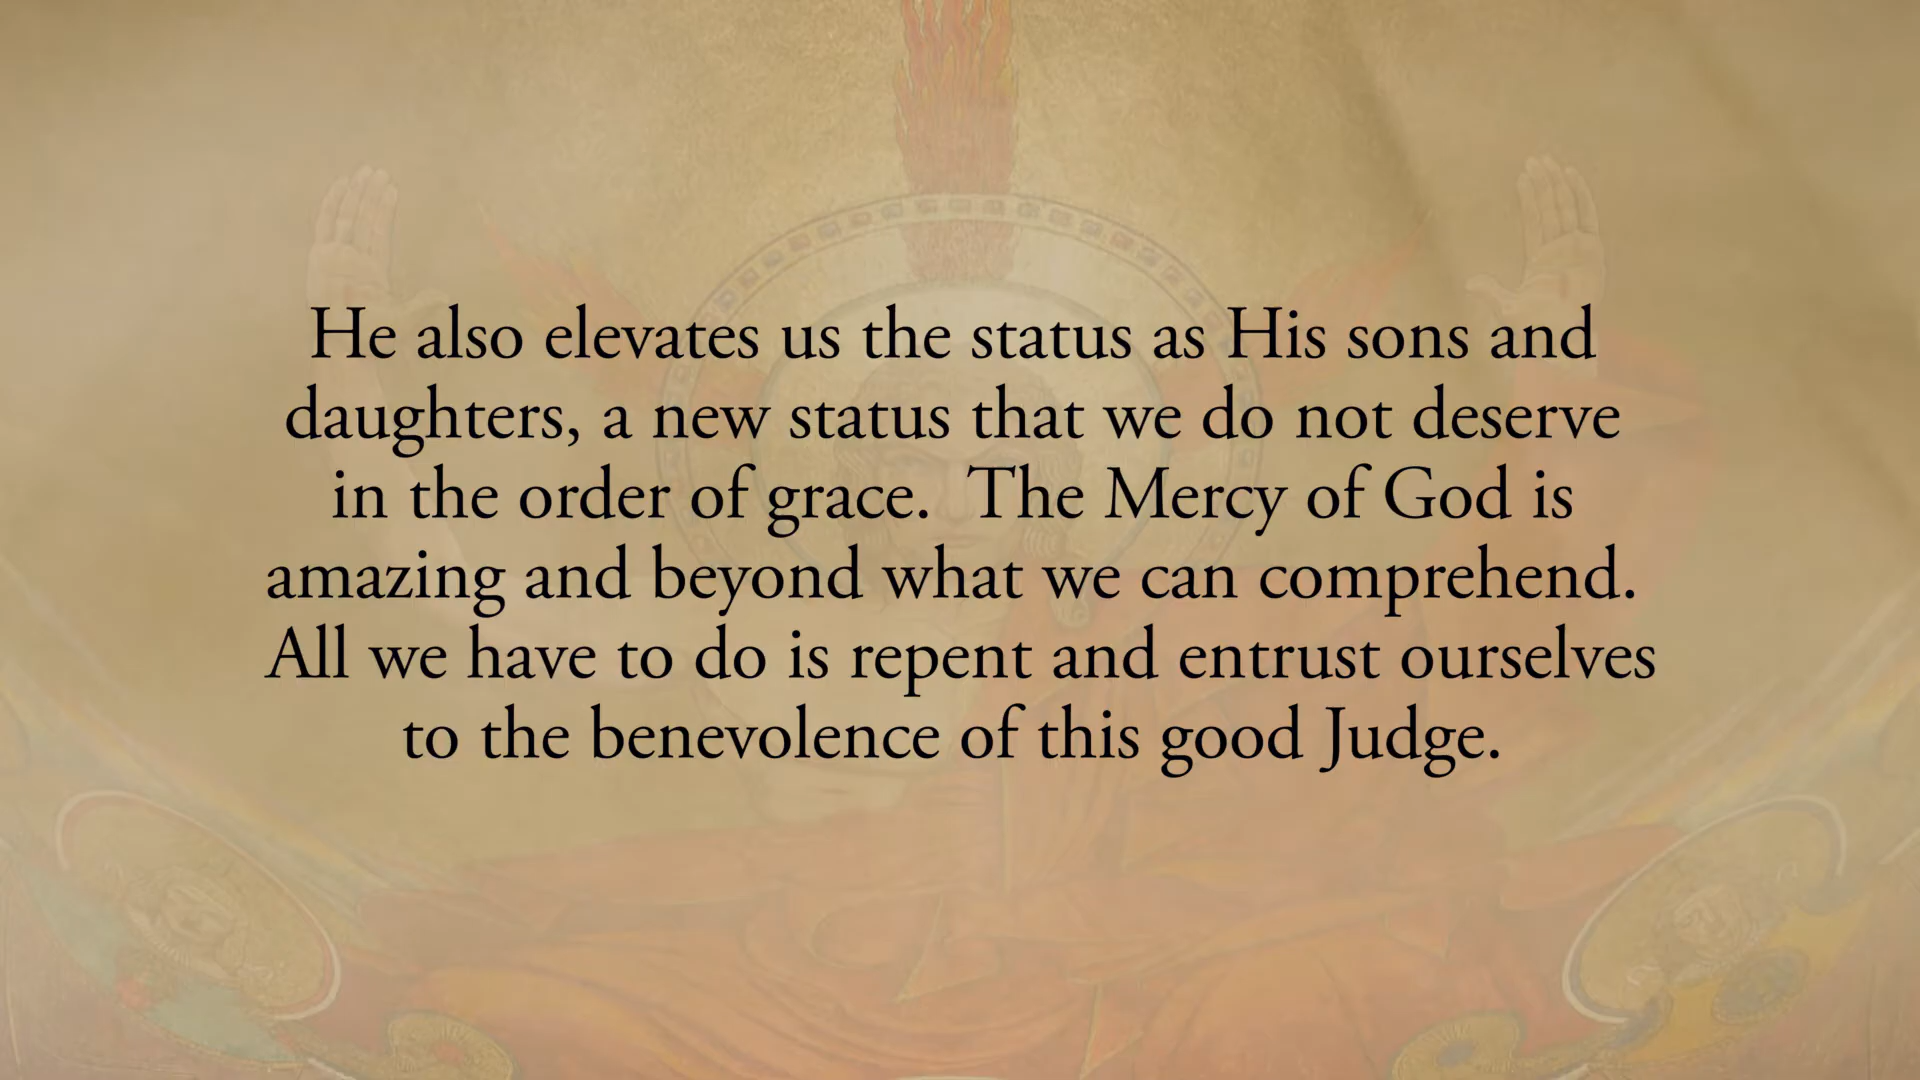 He also elevates us the status as His sons and
daughters, a new status that we do not deserve
in the order of grace.  The Mercy of God is
amazing and beyond what we can comprehend.
All we have to do is repent and entrust ourselves
to the benevolence of this good Judge.